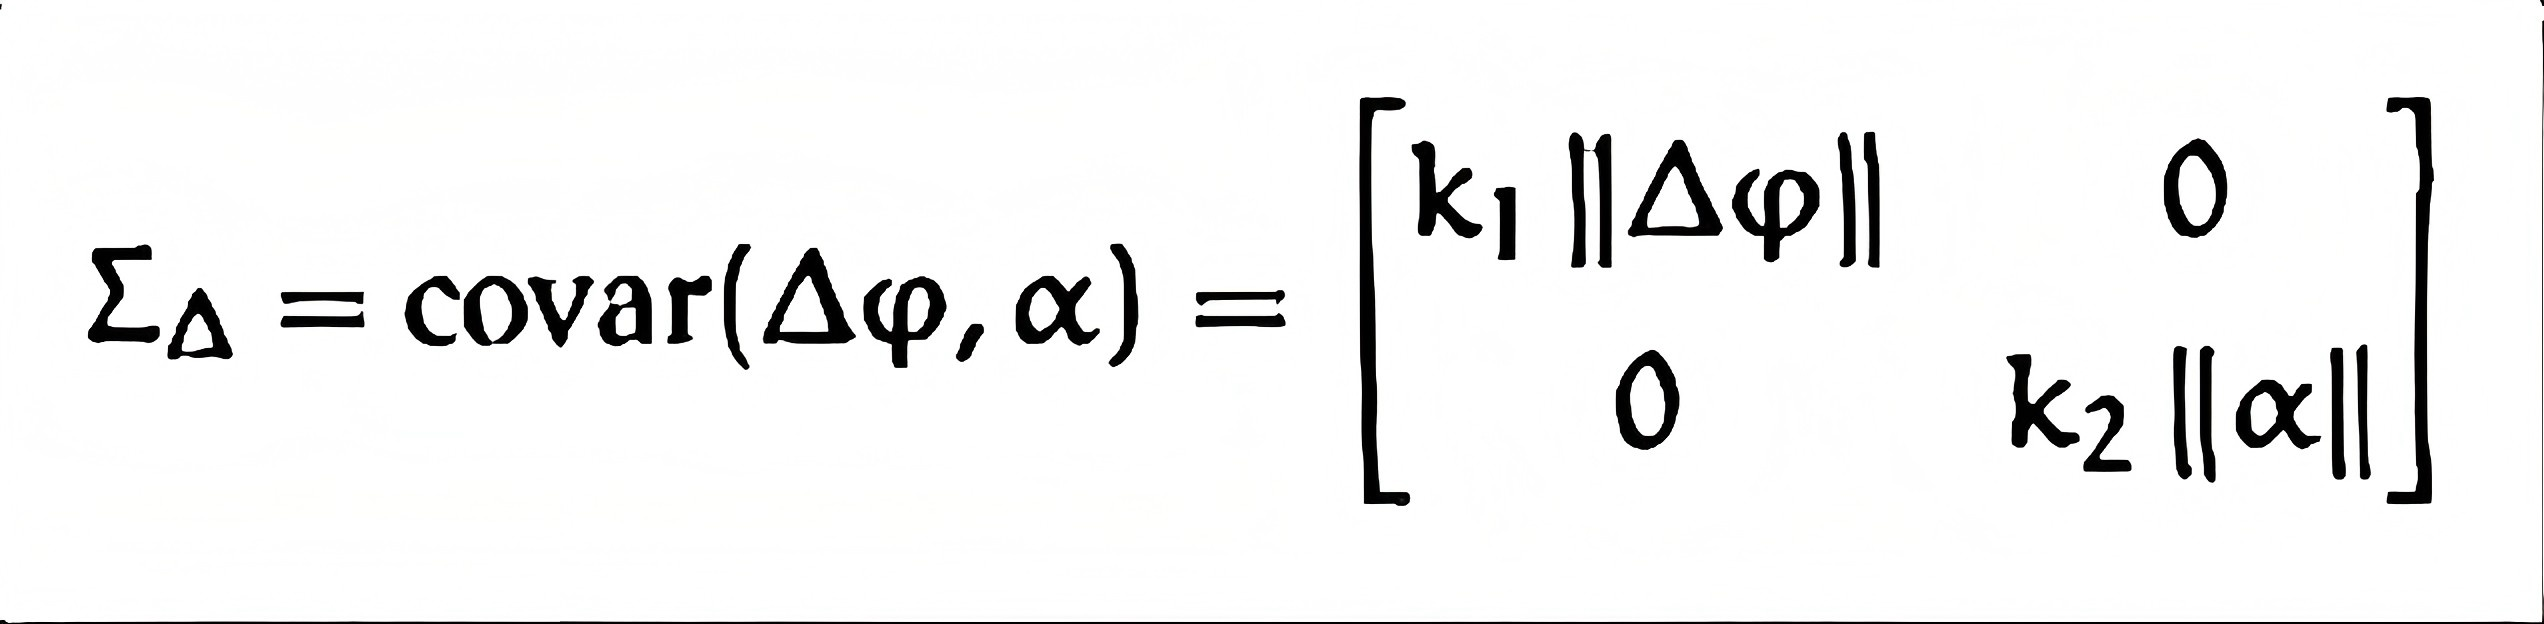 Σ_Δ = covar(Δφ, α) = [ k₁ ‖Δφ‖ 0
0 k₂ ‖α‖ ]